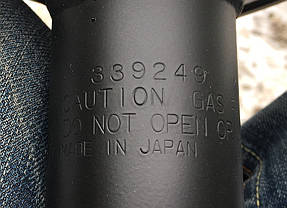 339249
CAUTION GAS
DO NOT OPEN OR
MADE IN JAPAN